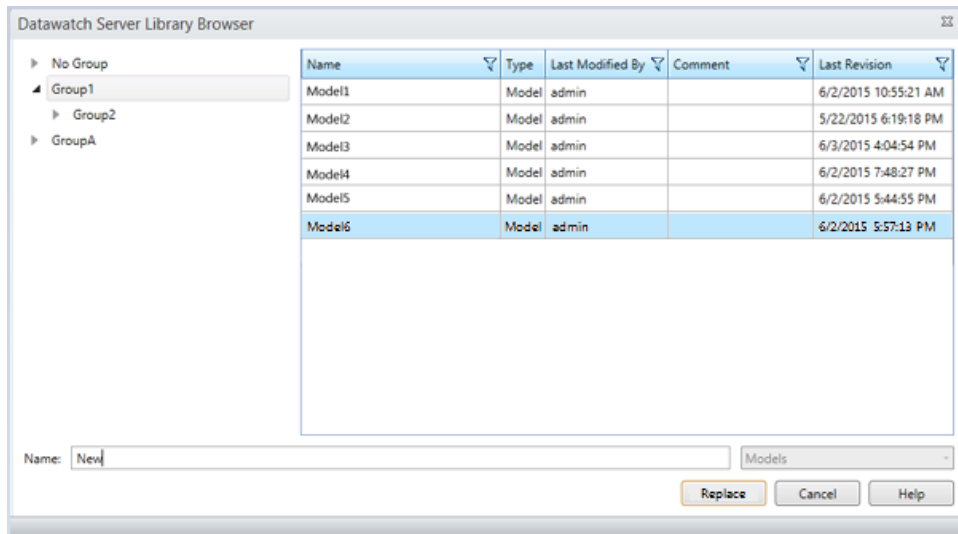 Datawatch Server Library Browser
No Group
Group1
Group2
GroupA
Name Type Last Modified By Comment Last Revision
Model1 Model admin 6/2/2015 10:55:21 AM
Model2 Model admin 5/22/2015 6:19:18 PM
Model3 Model admin 6/3/2015 4:04:54 PM
Model4 Model admin 6/2/2015 7:48:27 PM
Model5 Model admin 6/2/2015 5:44:55 PM
Model6 Model admin 6/2/2015 5:57:13 PM
Name: New Models
Replace Cancel Help